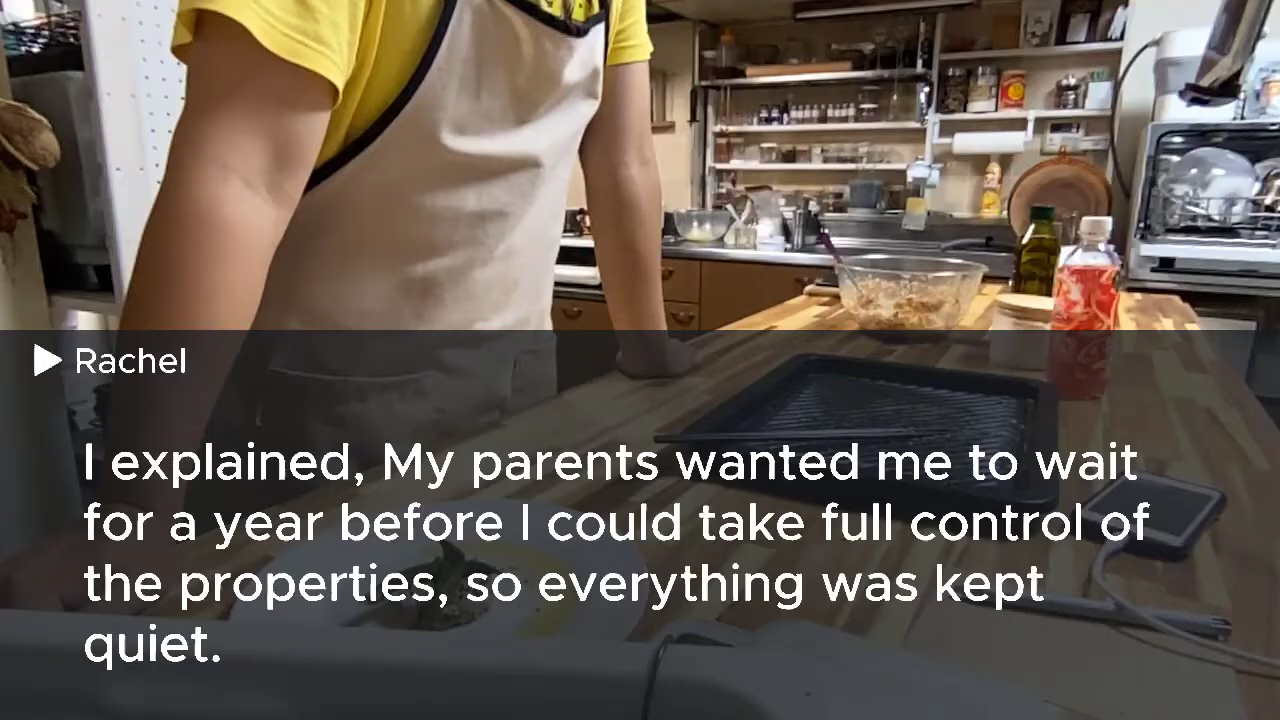 Rachel
I explained, My parents wanted me to wait
for a year before I could take full control of
the properties, so everything was kept
quiet.